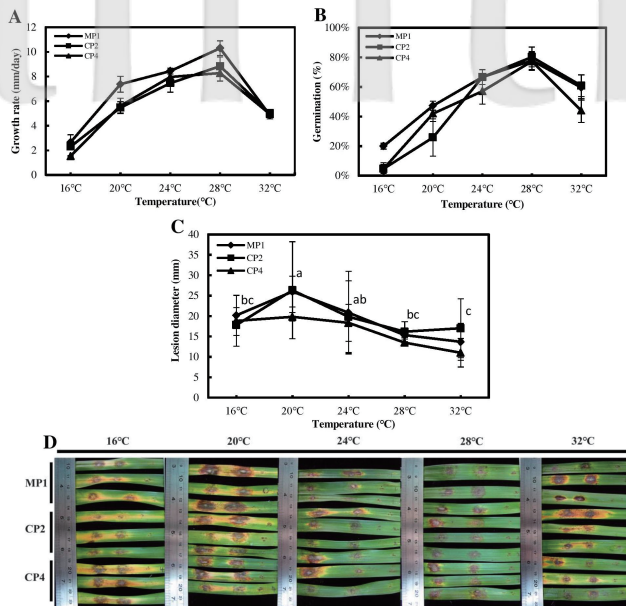 A
MP1
CP2
CP4
Growth rate (mm/day)
12
10
8
6
4
2
0
16°C
20°C
24°C
28°C
32°C
Temperature(°C)
B
MP1
CP2
CP4
Germination (%)
100%
80%
60%
40%
20%
0%
16°C
20°C
24°C
28°C
32°C
Temperature (°C)
C
MP1
CP2
CP4
Lesion diameter (mm)
40
35
30
25
20
15
10
5
0
bc
a
ab
bc
c
16°C
20°C
24°C
28°C
32°C
Temperature (°C)
D
16°C
20°C
24°C
28°C
32°C
MP1
CP2
CP4